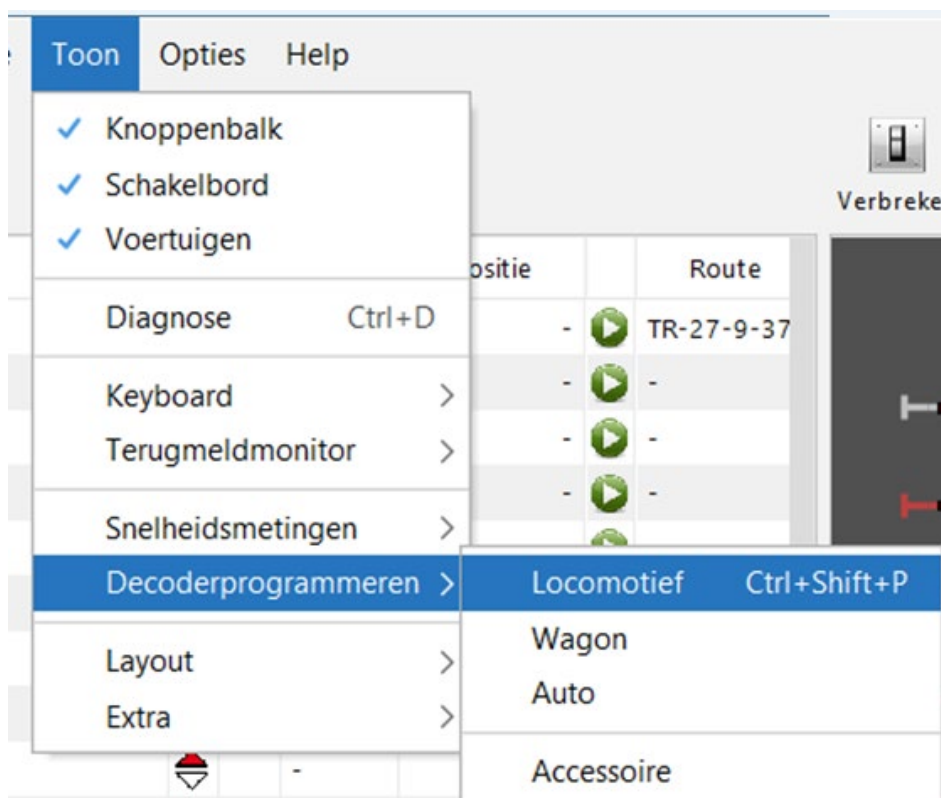 Toon Opties Help
Knoppenbalk
Schakelbord
Verbreke
Voertuigen
ositie Route
Diagnose Ctrl+D - TR-27-9-37
- -
Keyboard
- -
Terugmeldmonitor
- -
Snelheidsmetingen
Decoderprogrammeren Locomotief Ctrl+Shift+P
Wagon
Layout
Auto
Extra
- Accessoire